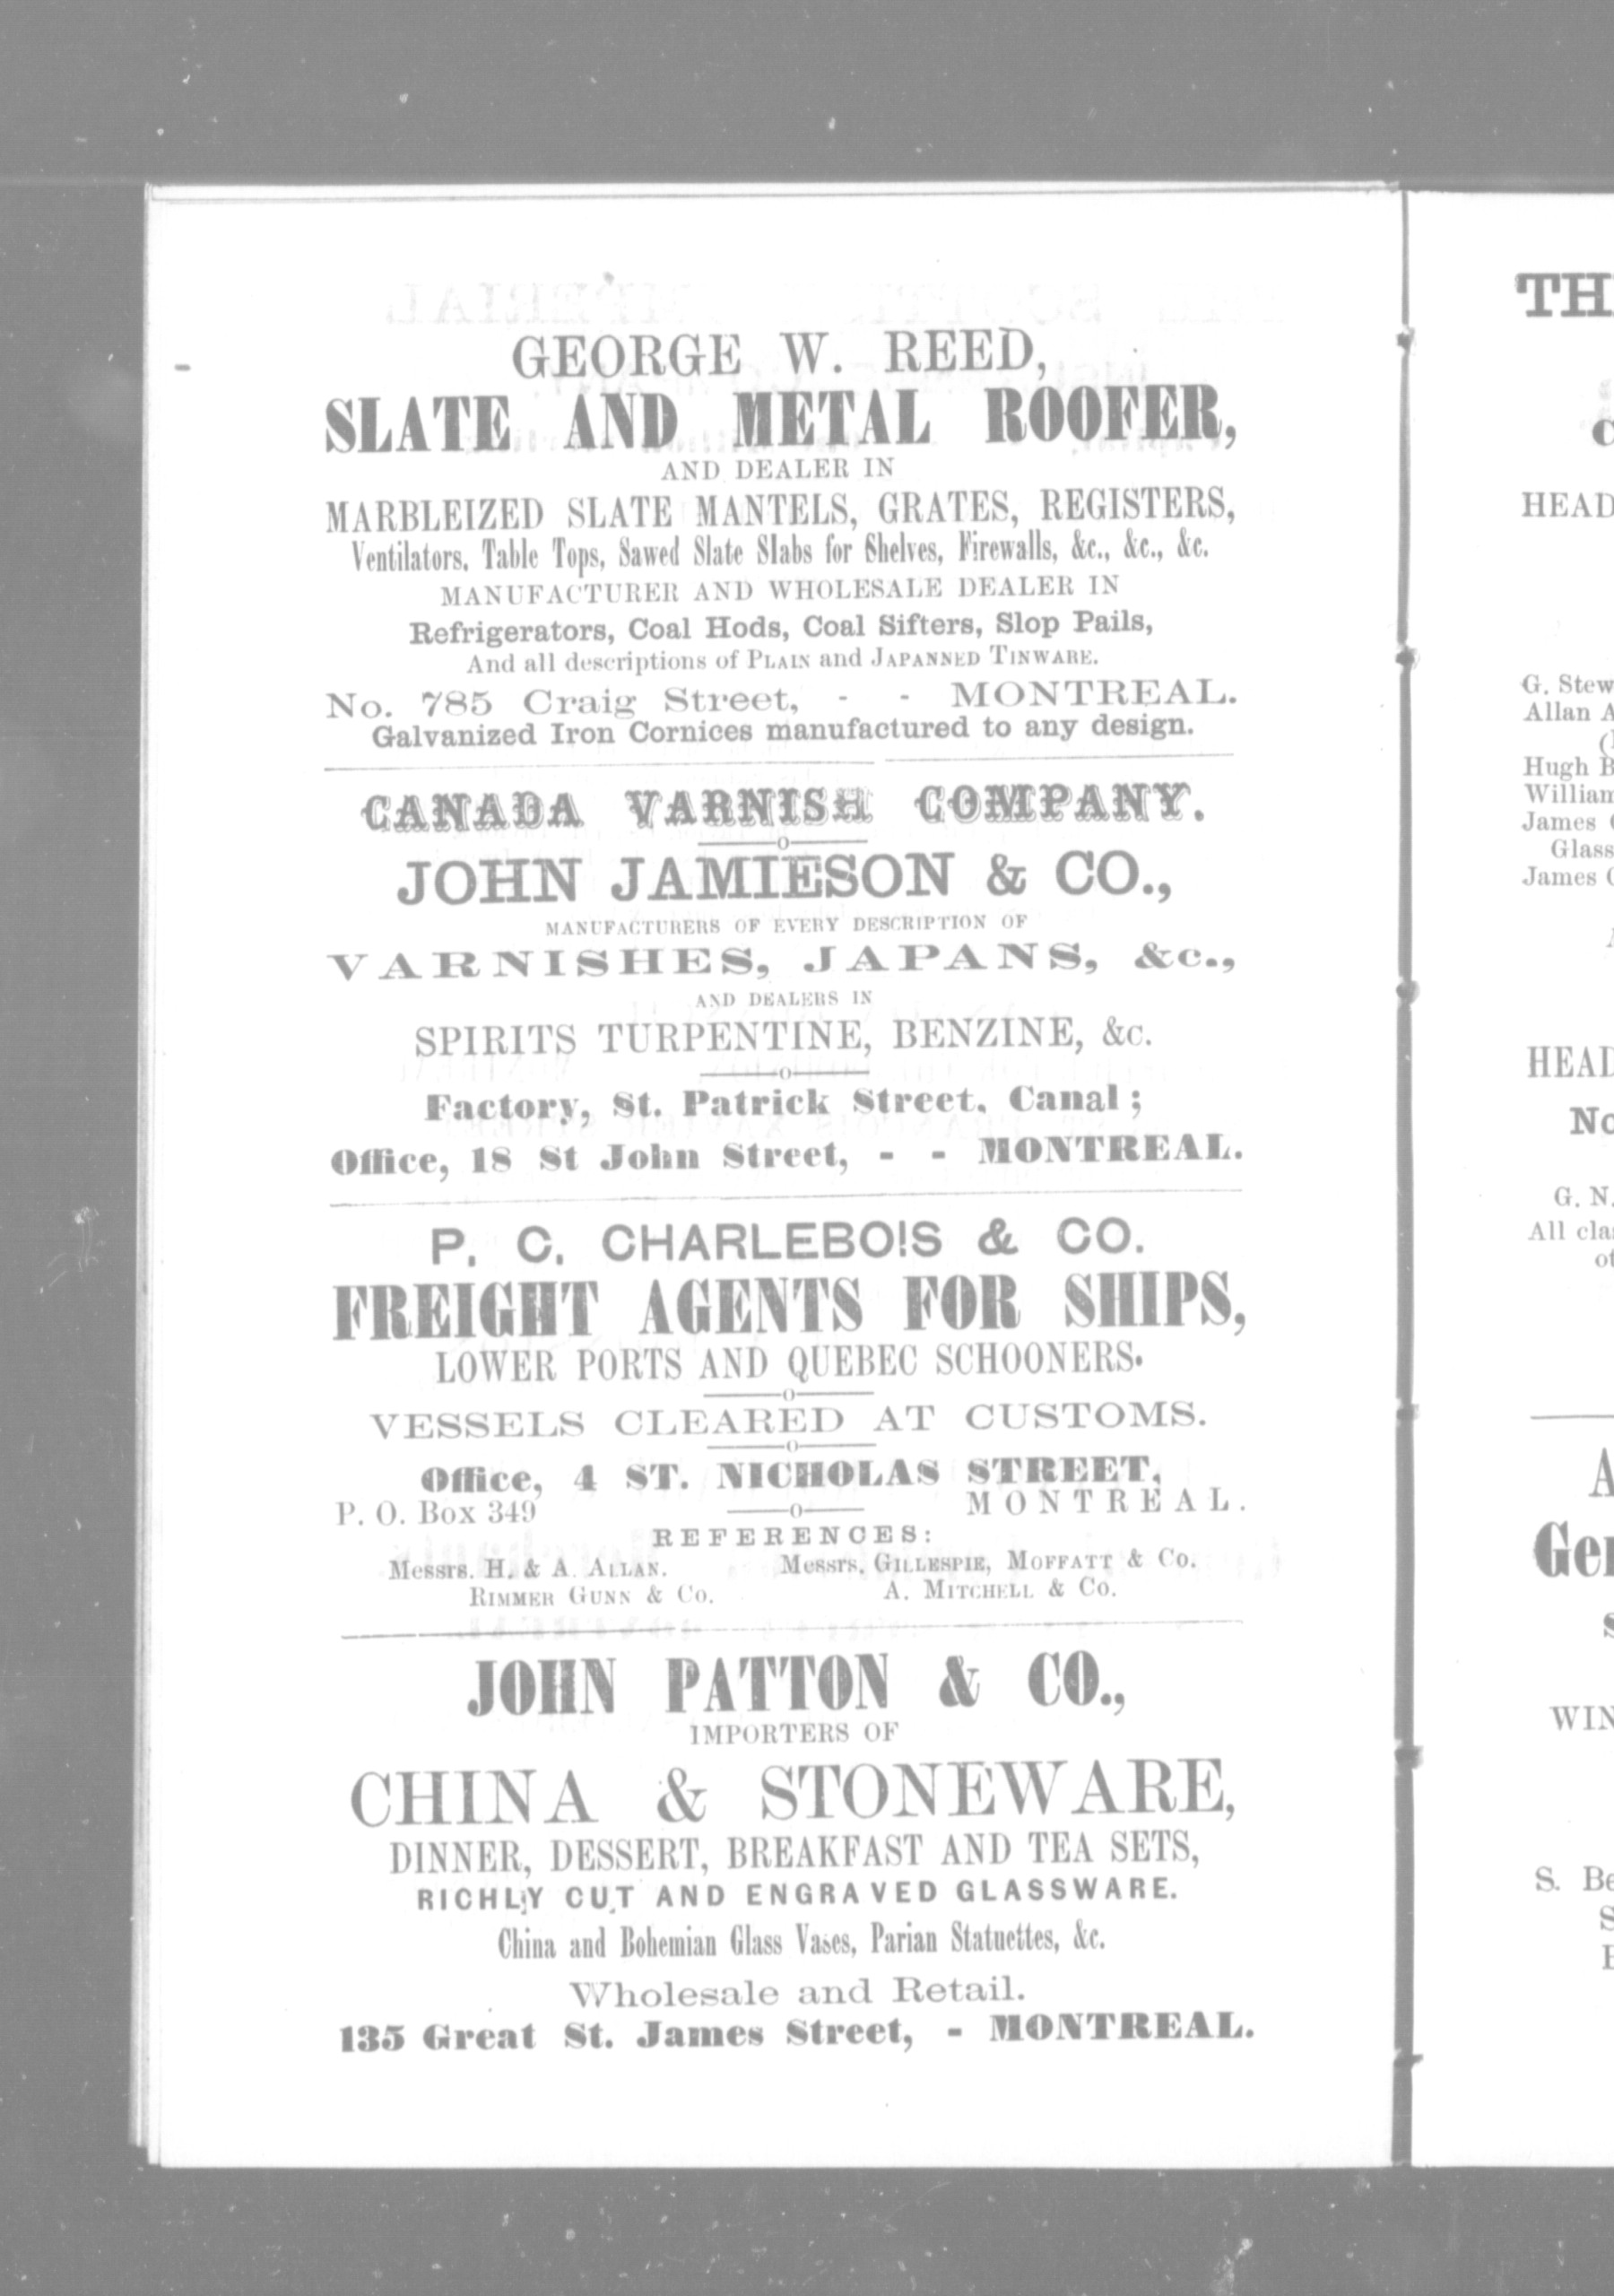 GEORGE W. REED,
SLATE AND METAL ROOFER,
AND DEALER IN
MARBLEIZED SLATE MANTELS, GRATES, REGISTERS,
Ventilators, Table Tops, Sawed Slate Slabs for Shelves, Firewalls, &c., &c., &c.
MANUFACTURER AND WHOLESALE DEALER IN
Refrigerators, Coal Hods, Coal Sifters, Slop Pails,
And all descriptions of PLAIN and JAPANNED TINWARE.
No. 785 Craig Street, - - MONTREAL.
Galvanized Iron Cornices manufactured to any design.
CANADA VARNISH COMPANY.
JOHN JAMIESON & CO.,
MANUFACTURERS OF EVERY DESCRIPTION OF
VARNISHES, JAPANS, &c.,
AND DEALERS IN
SPIRITS TURPENTINE, BENZINE, &c.
Factory, St. Patrick Street, Canal;
Office, 18 St John Street, - - MONTREAL.
P. C. CHARLEBOIS & CO.
FREIGHT AGENTS FOR SHIPS,
LOWER PORTS AND QUEBEC SCHOONERS.
VESSELS CLEARED AT CUSTOMS.
Office, 4 ST. NICHOLAS STREET,
P. O. Box 349 MONTREAL.
REFERENCES:
Messrs. H. & A. ALLAN. Messrs. GILLESPIE, MOFFATT & Co.
RIMMER GUNN & Co. A. MITCHELL & Co.
JOHN PATTON & CO.,
IMPORTERS OF
CHINA & STONEWARE,
DINNER, DESSERT, BREAKFAST AND TEA SETS,
RICHLY CUT AND ENGRAVED GLASSWARE.
China and Bohemian Glass Vases, Parian Statuettes, &c.
Wholesale and Retail.
135 Great St. James Street, - MONTREAL.
HEAD
G. Stew
Allan A
Hugh B
William
James
Glass
James
HEAD
No
G. N.
All cla
Gen
WIN
S. Be